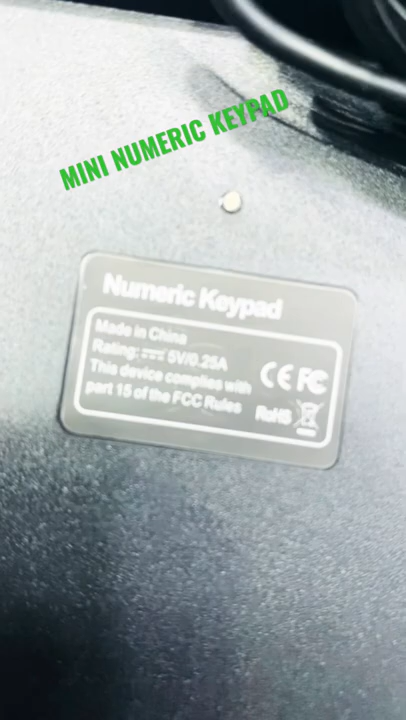 MINI NUMERIC KEYPAD
Numeric Keypad
Made in China
Rating: ⎓ 5V/0.25A
This device complies with
part 15 of the FCC Rules
CE FC
RoHS